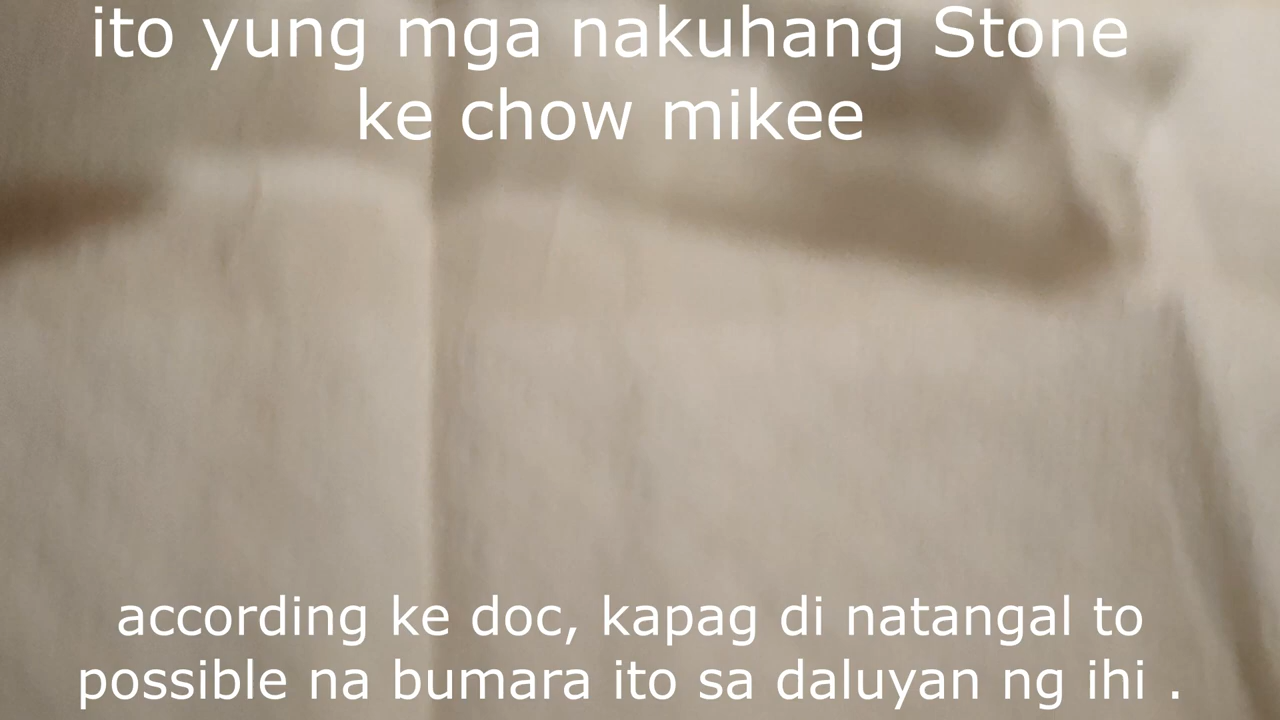 ito yung mga nakuhang Stone
ke chow mikee
according ke doc, kapag di natangal to
possible na bumara ito sa daluyan ng ihi .